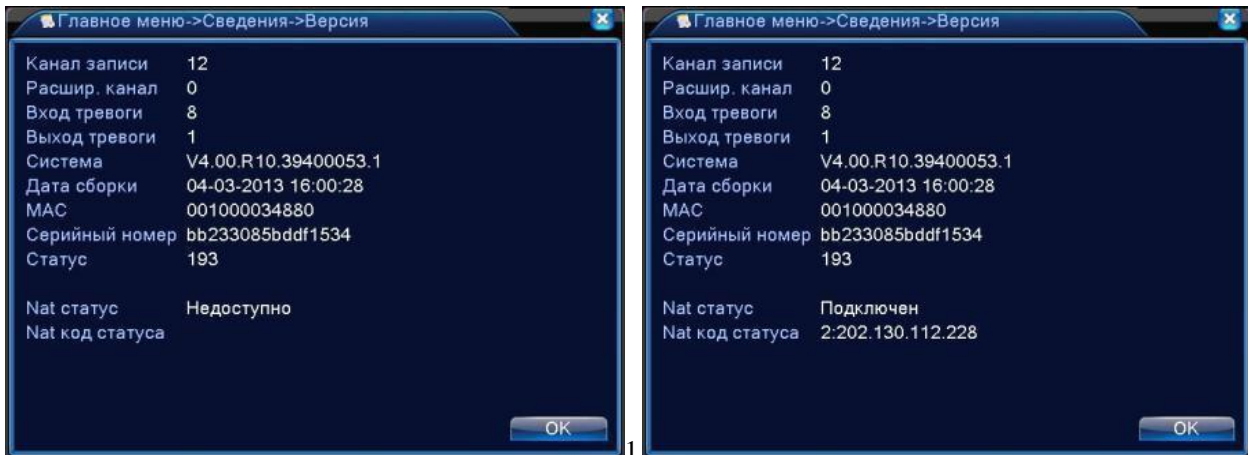 Главное меню->Сведения->Версия
Канал записи 12
Расшир. канал 0
Вход тревоги 8
Выход тревоги 1
Система V4.00.R10.39400053.1
Дата сборки 04-03-2013 16:00:28
MAC 001000034880
Серийный номер bb233085bddf1534
Статус 193
Nat статус Недоступно
Nat код статуса
OK
1
Главное меню->Сведения->Версия
Канал записи 12
Расшир. канал 0
Вход тревоги 8
Выход тревоги 1
Система V4.00.R10.39400053.1
Дата сборки 04-03-2013 16:00:28
MAC 001000034880
Серийный номер bb233085bddf1534
Статус 193
Nat статус Подключен
Nat код статуса 2:202.130.112.228
OK